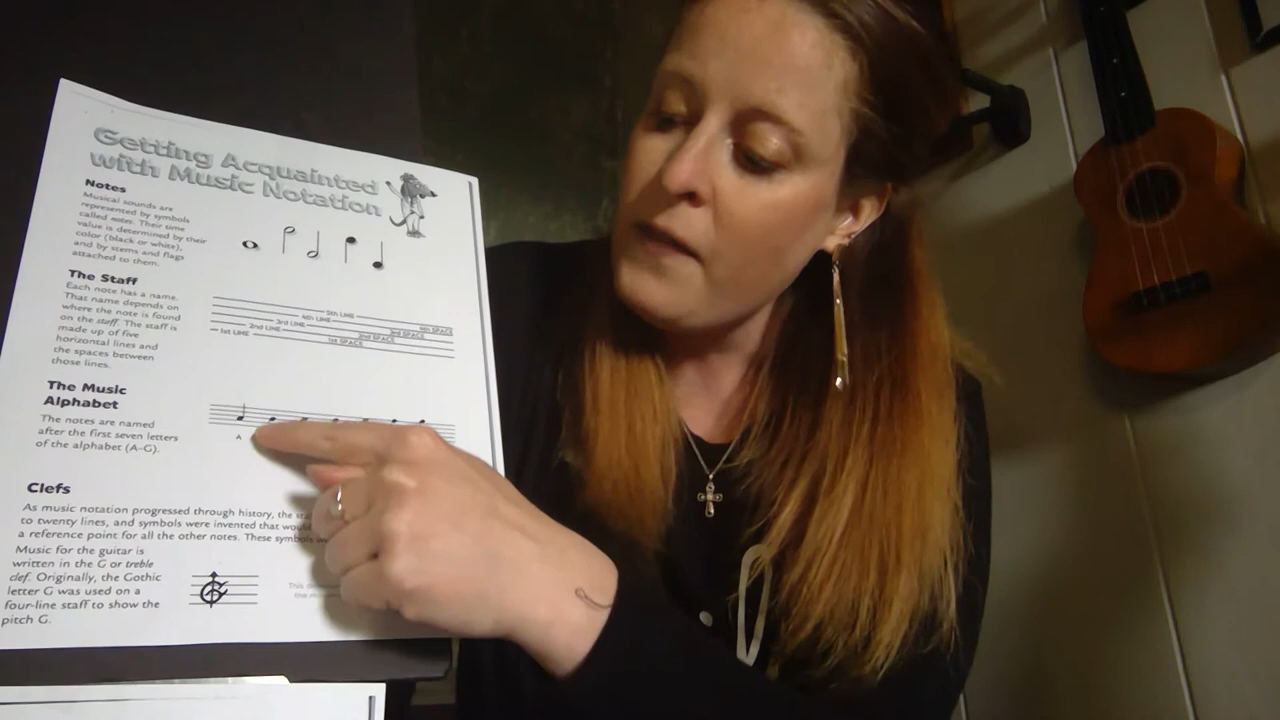 Getting Acquainted
with Music Notation
Notes
Musical sounds are
represented by symbols
called notes. Their time
value is determined by their
color (black or white),
and by stems and flags
attached to them.
The Staff
Each note has a name.
That name depends on
where the note is found
on the staff. The staff is
made up of five
horizontal lines and
the spaces between
those lines.
5th LINE
4th LINE
4th SPACE
3rd LINE
3rd SPACE
2nd LINE
2nd SPACE
1st LINE
1st SPACE
The Music
Alphabet
The notes are named
after the first seven letters
of the alphabet (A–G).
A
Clefs
As music notation progressed through history, the
to twenty lines, and symbols were invented that would
a reference point for all the other notes. These symbols
Music for the guitar is
written in the G or treble
clef. Originally, the Gothic
letter G was used on a
four-line staff to show the
pitch G.
This